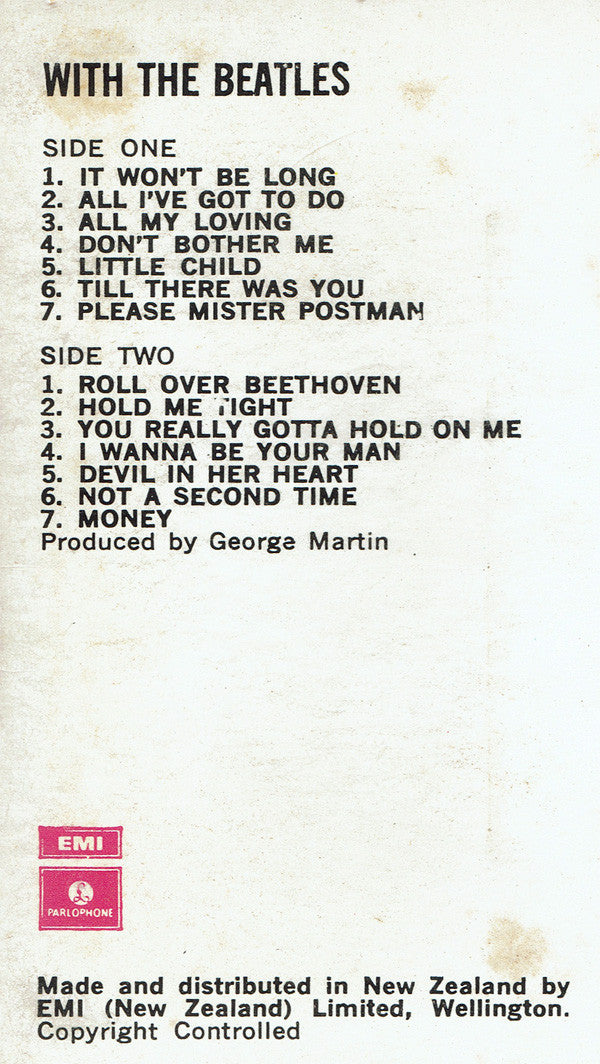 WITH THE BEATLES
SIDE ONE
1. IT WON'T BE LONG
2. ALL I'VE GOT TO DO
3. ALL MY LOVING
4. DON'T BOTHER ME
5. LITTLE CHILD
6. TILL THERE WAS YOU
7. PLEASE MISTER POSTMAN
SIDE TWO
1. ROLL OVER BEETHOVEN
2. HOLD ME TIGHT
3. YOU REALLY GOTTA HOLD ON ME
4. I WANNA BE YOUR MAN
5. DEVIL IN HER HEART
6. NOT A SECOND TIME
7. MONEY
Produced by George Martin
EMI
PARLOPHONE
Made and distributed in New Zealand by
EMI (New Zealand) Limited, Wellington.
Copyright Controlled